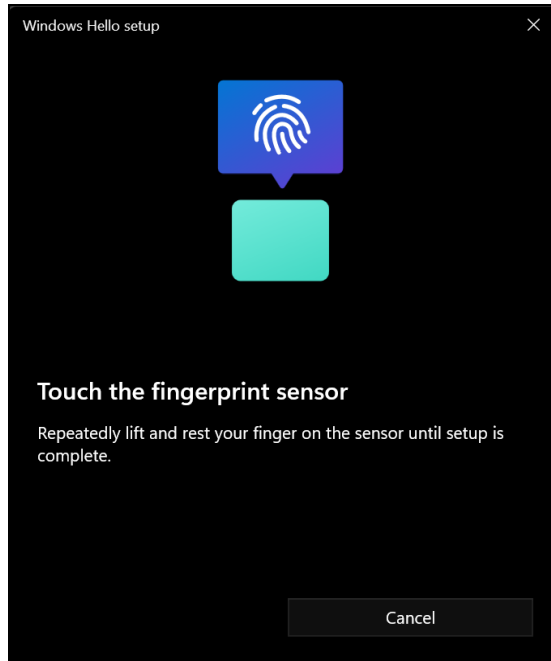 Windows Hello setup
Touch the fingerprint sensor
Repeatedly lift and rest your finger on the sensor until setup is
complete.
Cancel